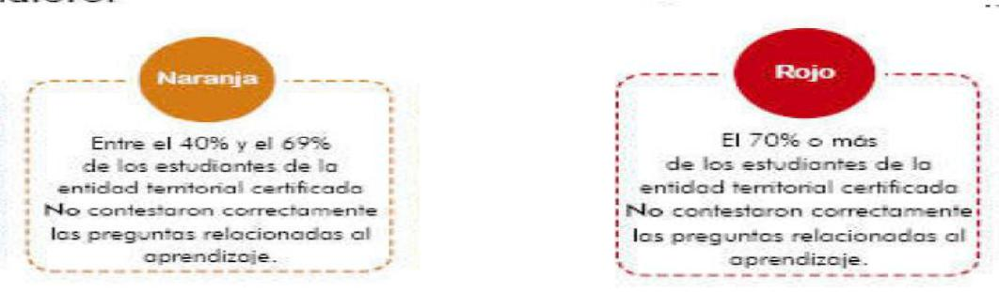 Naranja
Entre el 40% y el 69%
de los estudiantes de la
entidad territorial certificada
No contestaron correctamente
las preguntas relacionadas al
aprendizaje.
Rojo
El 70% o más
de los estudiantes de la
entidad territorial certificada
No contestaron correctamente
las preguntas relacionadas al
aprendizaje.